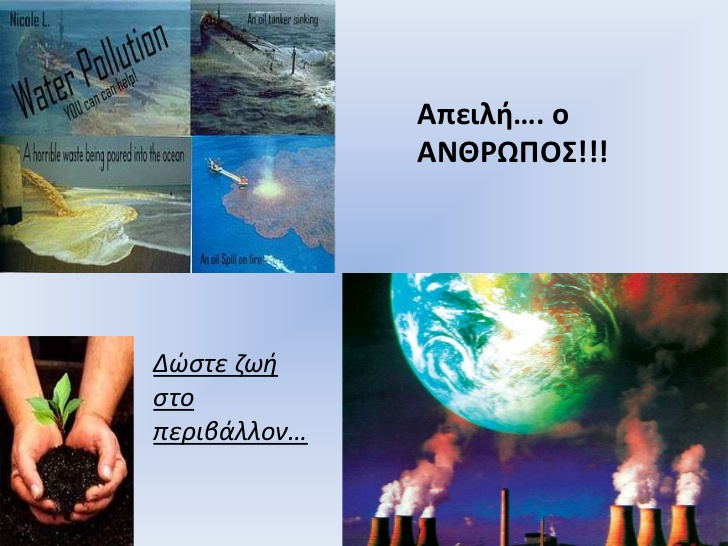 Nicole L.
An oil tanker sinking
Water Pollution
YOU can can help!
A horrible waste being poured into the ocean
An oil Spill on fire
Απειλή…. ο
ΑΝΘΡΩΠΟΣ!!!
Δώστε ζωή
στο
περιβάλλον…